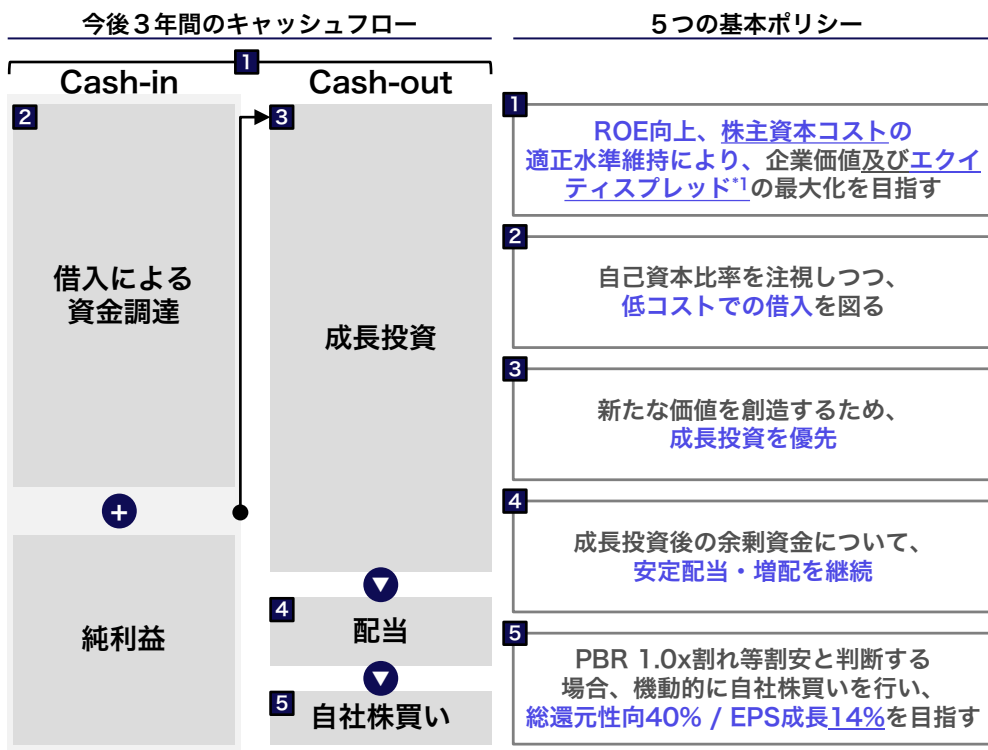 今後３年間のキャッシュフロー
1
Cash-in
Cash-out
2
借入による
資金調達
+
純利益
3
成長投資
▼
4
配当
▼
5
自社株買い
５つの基本ポリシー
1
ROE向上、株主資本コストの
適正水準維持により、企業価値及びエクイ
ティスプレッド*1の最大化を目指す
2
自己資本比率を注視しつつ、
低コストでの借入を図る
3
新たな価値を創造するため、
成長投資を優先
4
成長投資後の余剰資金について、
安定配当・増配を継続
5
PBR 1.0x割れ等割安と判断する
場合、機動的に自社株買いを行い、
総還元性向40% / EPS成長14%を目指す